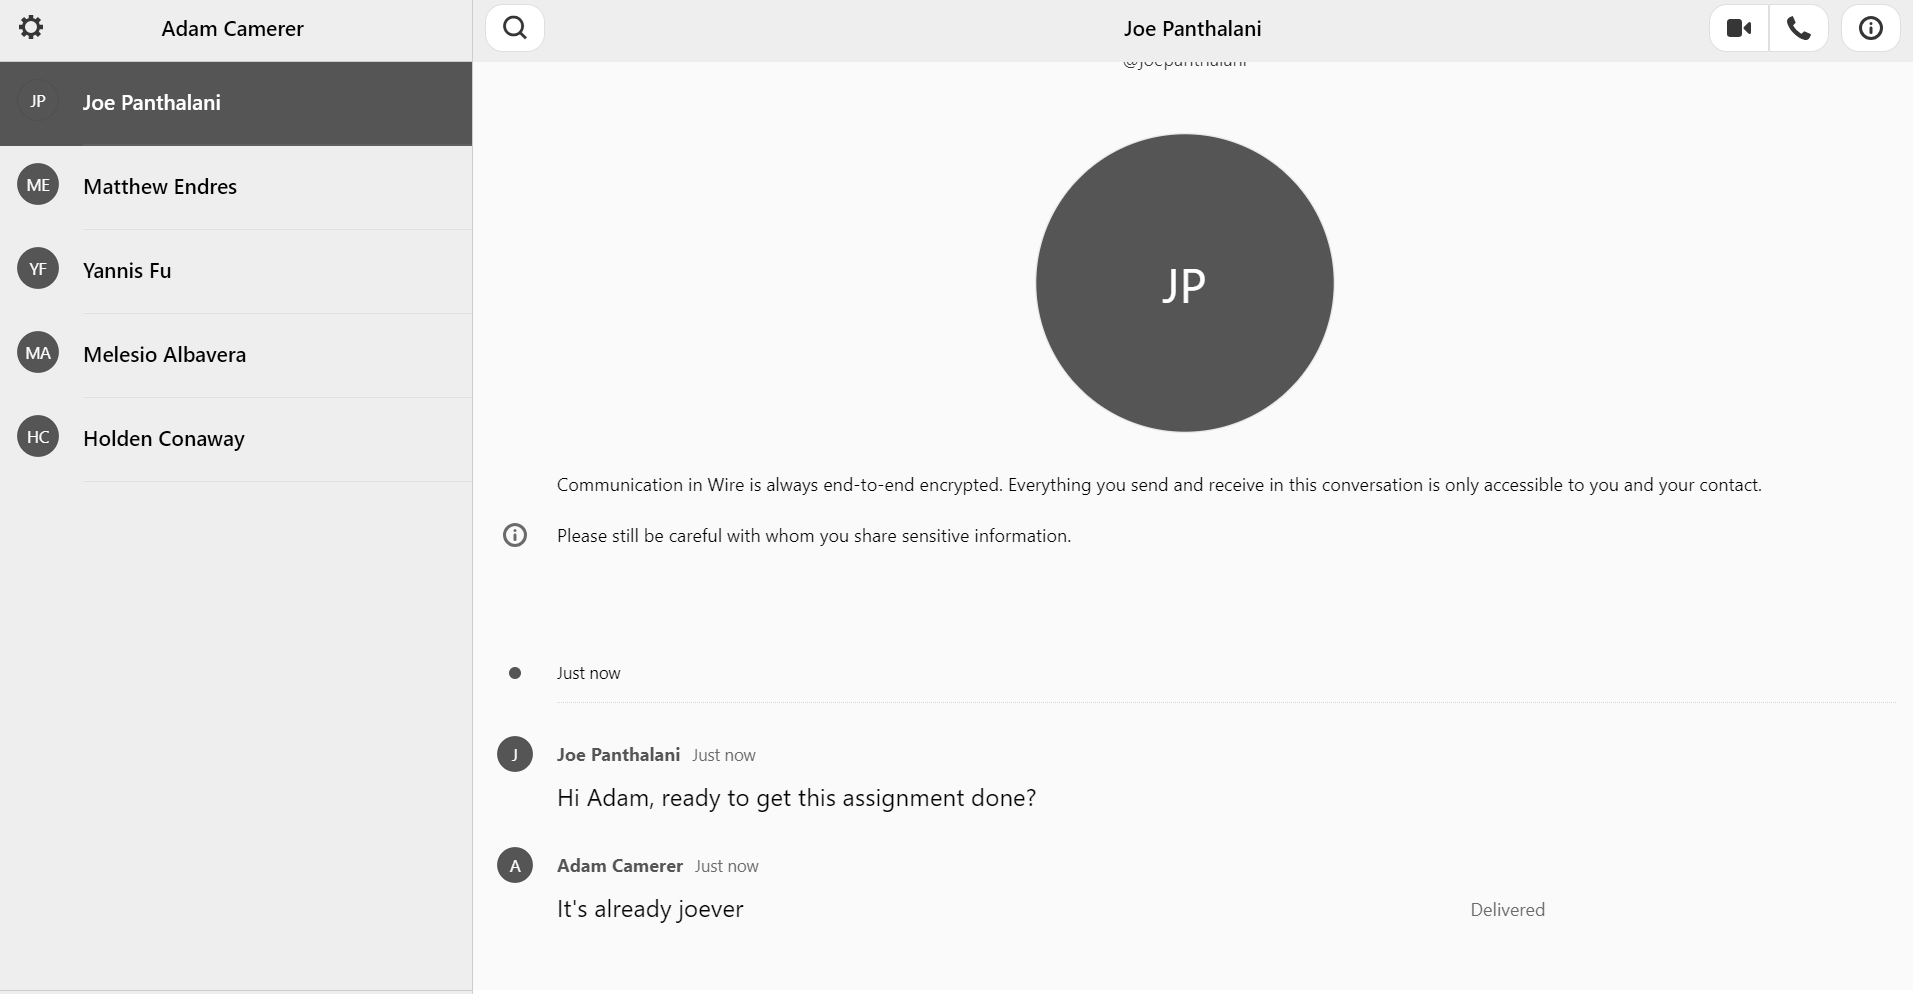 Adam Camerer
JP
Joe Panthalani
ME
Matthew Endres
YF
Yannis Fu
MA
Melesio Albavera
HC
Holden Conaway
Joe Panthalani
@joepanthalani
JP
Communication in Wire is always end-to-end encrypted. Everything you send and receive in this conversation is only accessible to you and your contact.
Please still be careful with whom you share sensitive information.
Just now
J
Joe Panthalani Just now
Hi Adam, ready to get this assignment done?
A
Adam Camerer Just now
It's already joever
Delivered